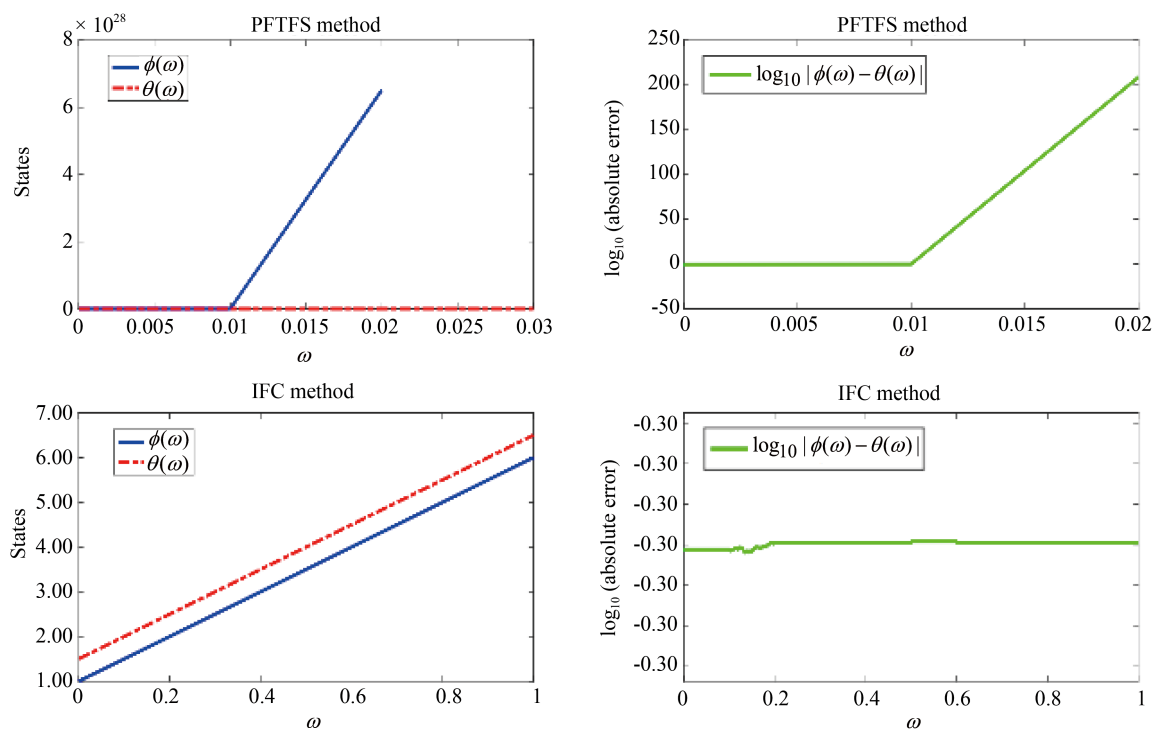 PFTFS method
× 10²⁸
8
6
4
2
0
States
ϕ(ω)
θ(ω)
0 0.005 0.01 0.015 0.02 0.025 0.03
ω
PFTFS method
250
200
150
100
50
0
-50
log₁₀ (absolute error)
log₁₀ | ϕ(ω) − θ(ω) |
0 0.005 0.01 0.015 0.02
ω
IFC method
7.00
6.00
5.00
4.00
3.00
2.00
1.00
States
ϕ(ω)
θ(ω)
0 0.2 0.4 0.6 0.8 1
ω
IFC method
-0.30
-0.30
-0.30
-0.30
-0.30
-0.30
-0.30
log₁₀ (absolute error)
log₁₀ | ϕ(ω) − θ(ω) |
0 0.2 0.4 0.6 0.8 1
ω